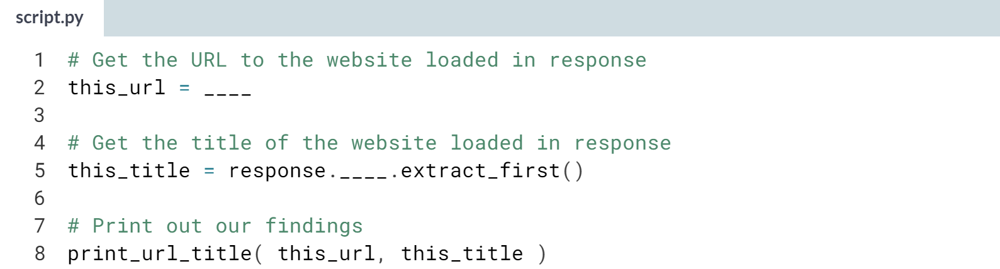 script.py
1 # Get the URL to the website loaded in response
2 this_url = ____
3
4 # Get the title of the website loaded in response
5 this_title = response.____.extract_first()
6
7 # Print out our findings
8 print_url_title( this_url, this_title )